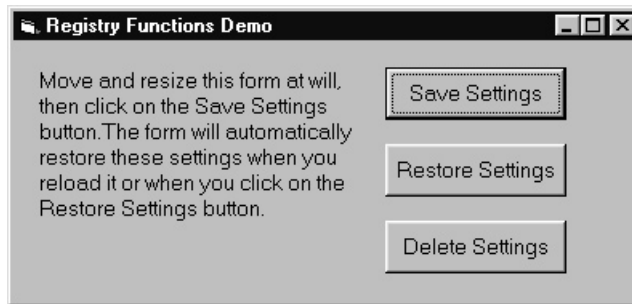 Registry Functions Demo
Move and resize this form at will,
then click on the Save Settings
button.The form will automatically
restore these settings when you
reload it or when you click on the
Restore Settings button.
Save Settings
Restore Settings
Delete Settings